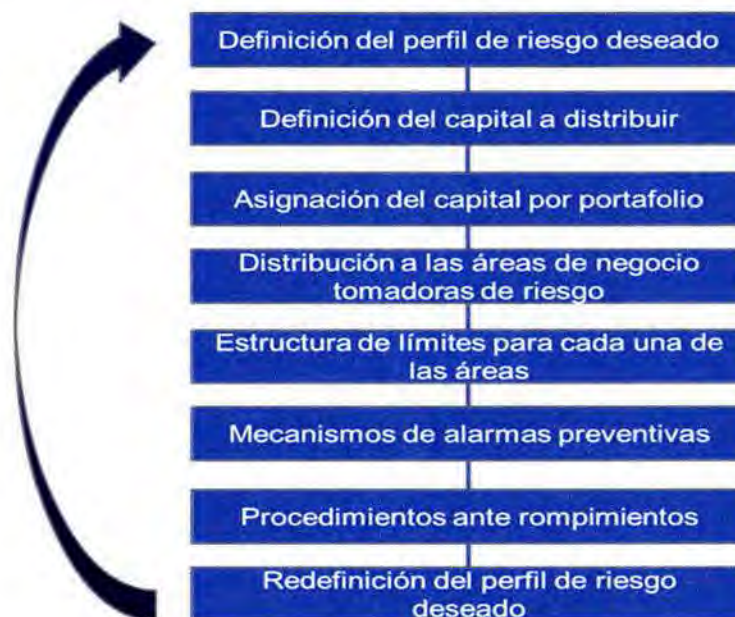 Definición del perfil de riesgo deseado
Definición del capital a distribuir
Asignación del capital por portafolio
Distribución a las áreas de negocio
tomadoras de riesgo
Estructura de límites para cada una de
las áreas
Mecanismos de alarmas preventivas
Procedimientos ante rompimientos
Redefinición del perfil de riesgo
deseado